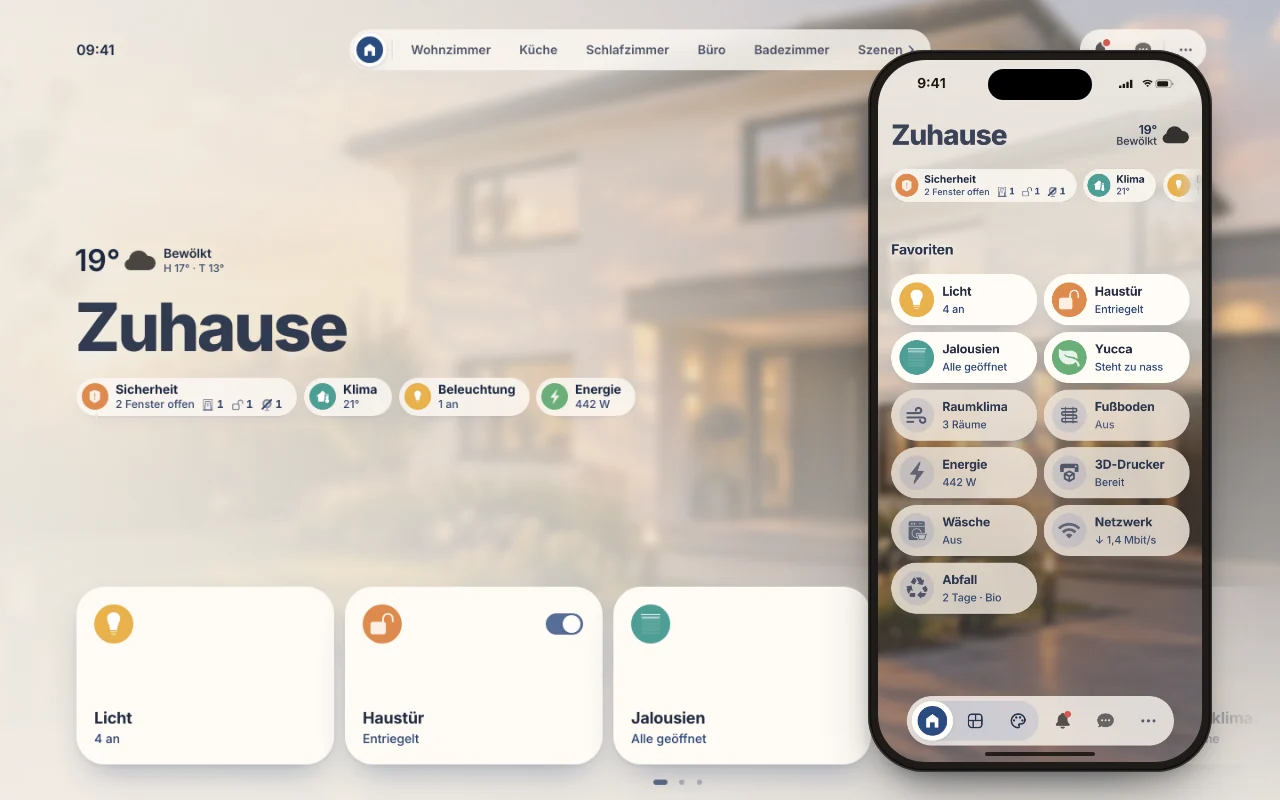 09:41
Wohnzimmer Küche Schlafzimmer Büro Badezimmer Szenen
19° Bewölkt
H 17° · T 13°
Zuhause
Sicherheit
2 Fenster offen 1 1 1
Klima
21°
Beleuchtung
1 an
Energie
442 W
Licht
4 an
Haustür
Entriegelt
Jalousien
Alle geöffnet
9:41
Zuhause
19°
Bewölkt
Sicherheit
2 Fenster offen 1 1 1
Klima
21°
Favoriten
Licht
4 an
Haustür
Entriegelt
Jalousien
Alle geöffnet
Yucca
Steht zu nass
Raumklima
3 Räume
Fußboden
Aus
Energie
442 W
3D-Drucker
Bereit
Wäsche
Aus
Netzwerk
↓ 1,4 Mbit/s
Abfall
2 Tage · Bio